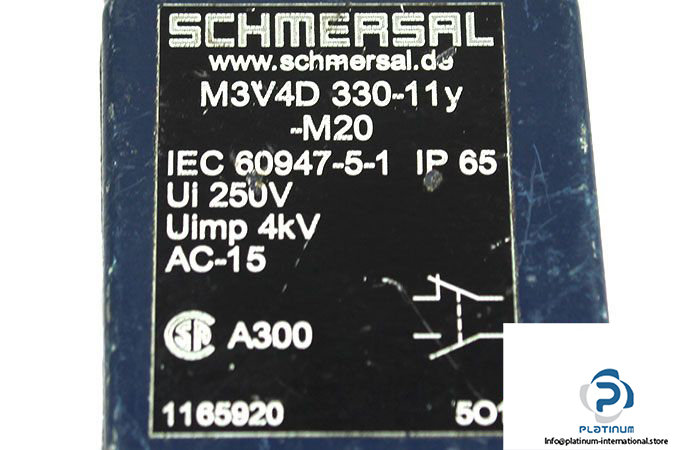 SCHMERSAL
www.schmersal.de
M3V4D 330-11y
-M20
IEC 60947-5-1 IP 65
Ui 250V
Uimp 4kV
AC-15
A300
1165920
PLATINUM
Info@platinum-international.store